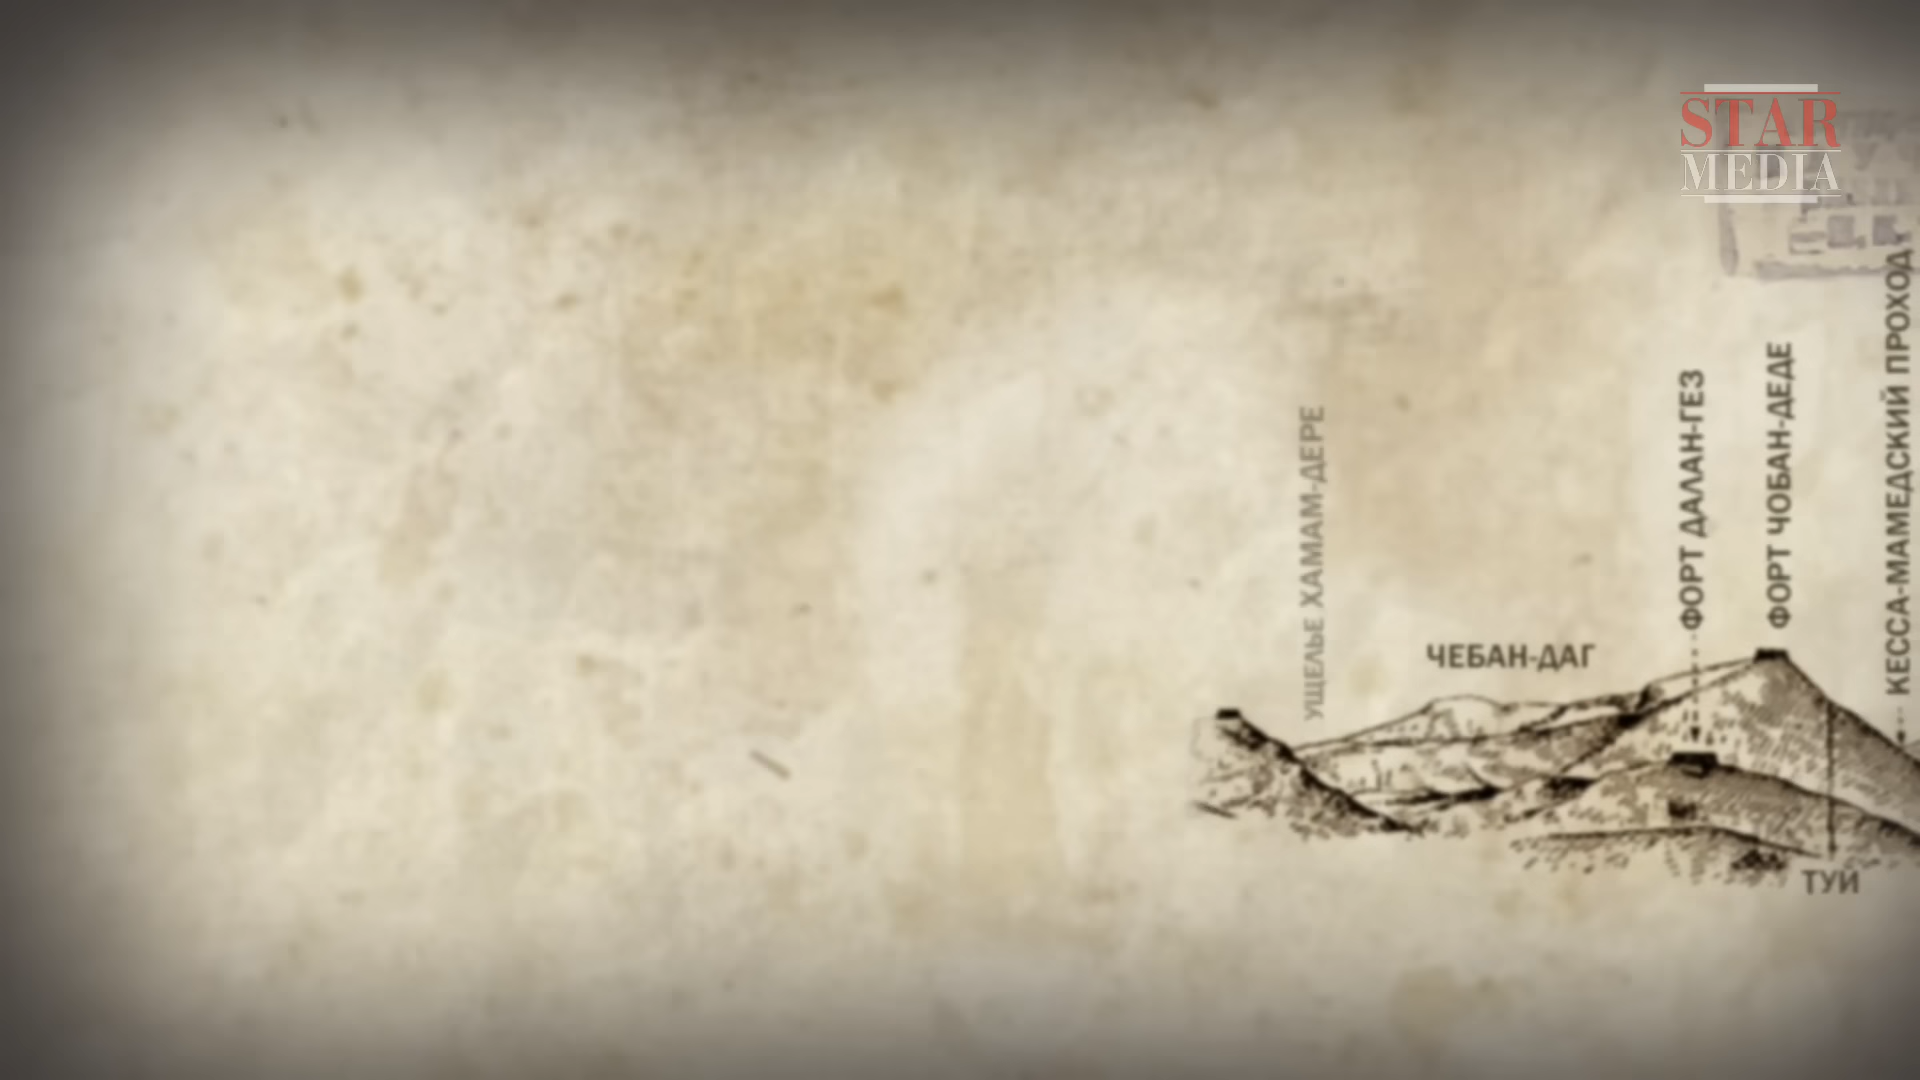 STAR
MEDIA
УЩЕЛЬЕ ХАМАМ-ДЕРЕ
ЧЕБАН-ДАГ
ФОРТ ДАЛАН-ГЕЗ
ФОРТ ЧОБАН-ДЕДЕ
КЕССА-МАМЕДСКИЙ ПРОХОД
ТУЙ